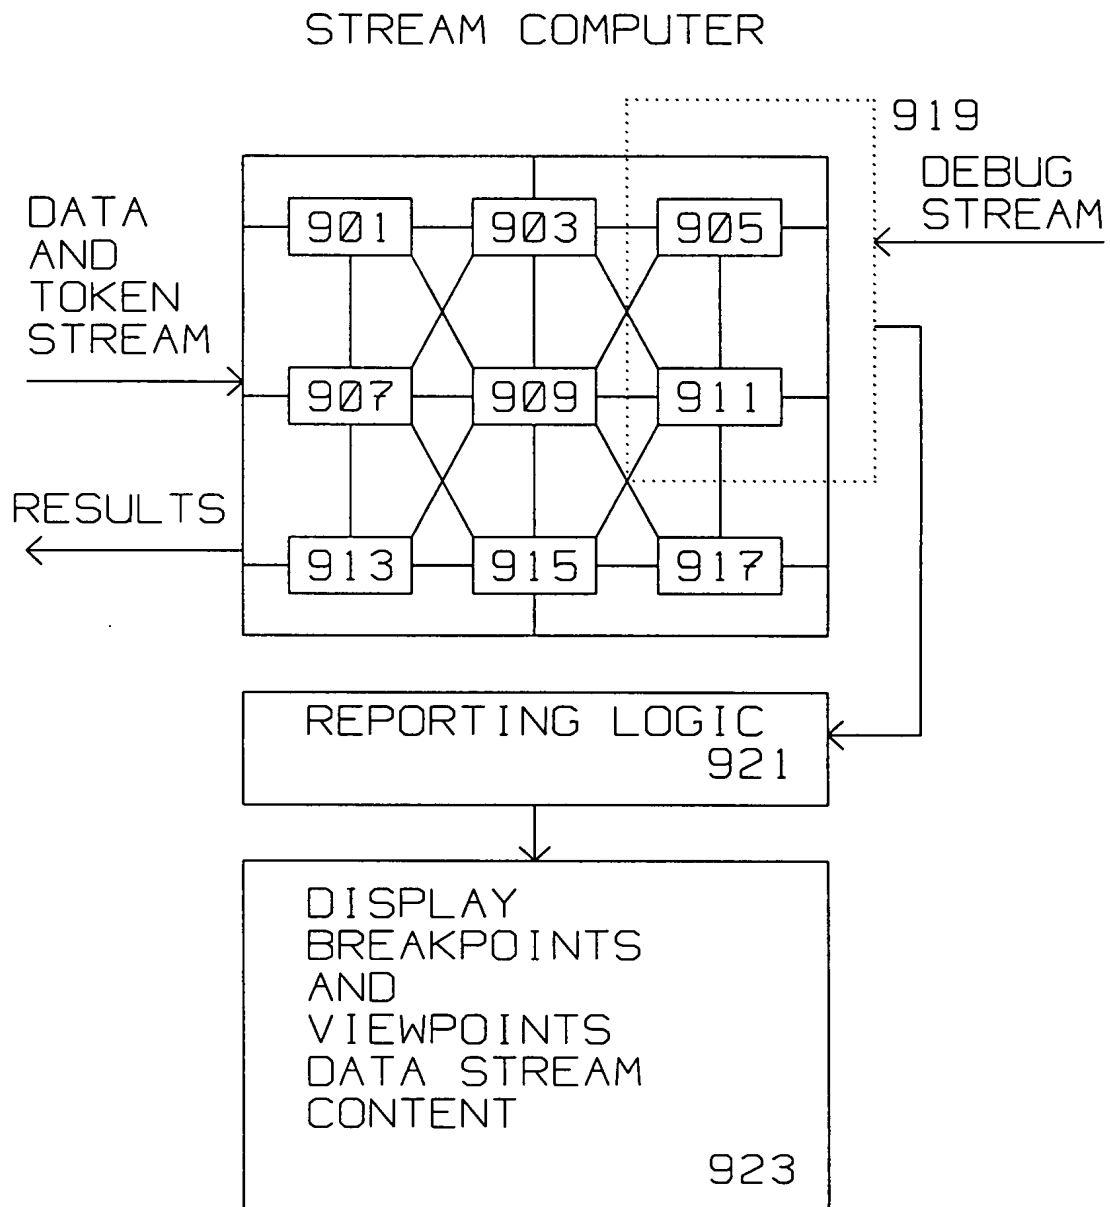 STREAM COMPUTER
919
DEBUG
STREAM
DATA
AND
TOKEN
STREAM
901 903 905
907 909 911
RESULTS
913 915 917
REPORTING LOGIC
921
DISPLAY
BREAKPOINTS
AND
VIEWPOINTS
DATA STREAM
CONTENT
923